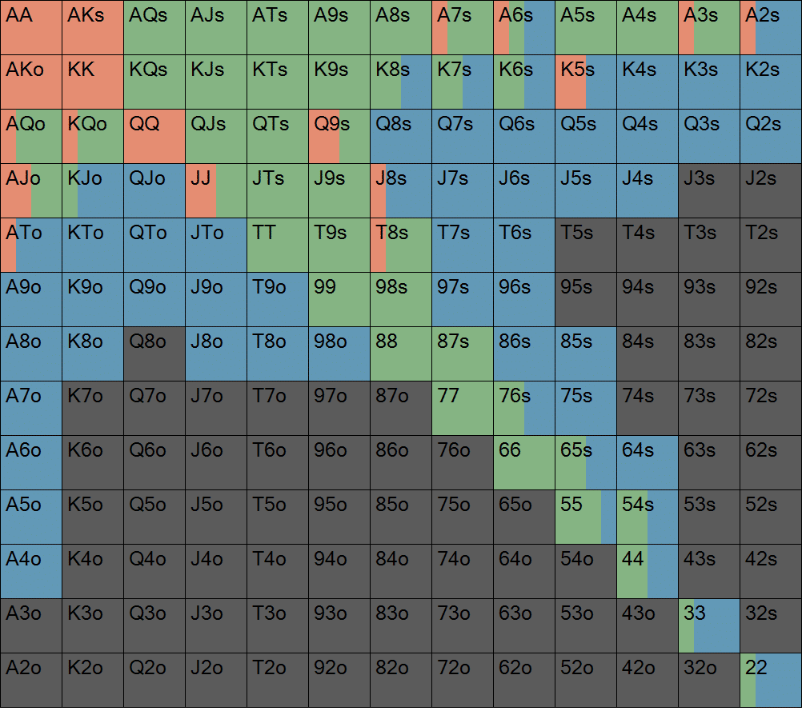 AA AKs AQs AJs ATs A9s A8s A7s A6s A5s A4s A3s A2s
AKo KK KQs KJs KTs K9s K8s K7s K6s K5s K4s K3s K2s
AQo KQo QQ QJs QTs Q9s Q8s Q7s Q6s Q5s Q4s Q3s Q2s
AJo KJo QJo JJ JTs J9s J8s J7s J6s J5s J4s J3s J2s
ATo KTo QTo JTo TT T9s T8s T7s T6s T5s T4s T3s T2s
A9o K9o Q9o J9o T9o 99 98s 97s 96s 95s 94s 93s 92s
A8o K8o Q8o J8o T8o 98o 88 87s 86s 85s 84s 83s 82s
A7o K7o Q7o J7o T7o 97o 87o 77 76s 75s 74s 73s 72s
A6o K6o Q6o J6o T6o 96o 86o 76o 66 65s 64s 63s 62s
A5o K5o Q5o J5o T5o 95o 85o 75o 65o 55 54s 53s 52s
A4o K4o Q4o J4o T4o 94o 84o 74o 64o 54o 44 43s 42s
A3o K3o Q3o J3o T3o 93o 83o 73o 63o 53o 43o 33 32s
A2o K2o Q2o J2o T2o 92o 82o 72o 62o 52o 42o 32o 22